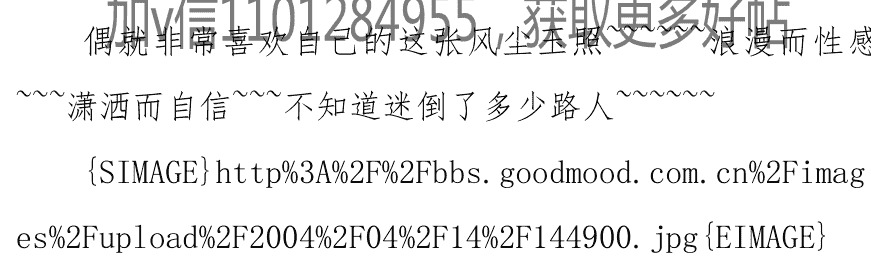 加v信1101284955，获取更多好帖
偶就非常喜欢自己的这张风尘玉照~~~~~~浪漫而性感
~~~潇洒而自信~~~不知道迷倒了多少路人~~~~~~
{SIMAGE}http%3A%2F%2Fbbs.goodmood.com.cn%2Fimag
es%2Fupload%2F2004%2F04%2F14%2F144900.jpg{EIMAGE}